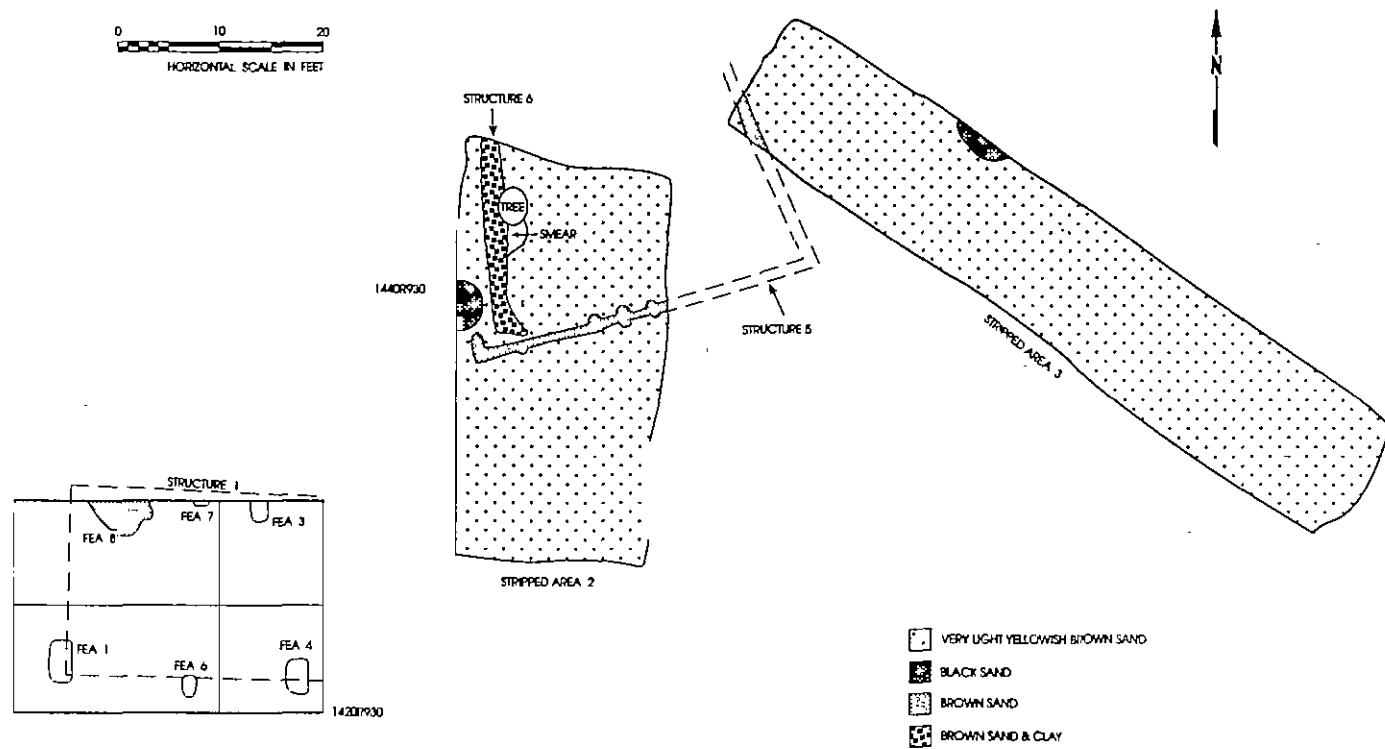 0 10 20
HORIZONTAL SCALE IN FEET
N
STRUCTURE 6
TREE
SMEAR
1440R930
STRUCTURE 5
STRIPPED AREA 3
STRIPPED AREA 2
STRUCTURE 1
FEA 8
FEA 7
FEA 3
FEA 1
FEA 6
FEA 4
1420R930
VERY LIGHT YELLOWISH BROWN SAND
BLACK SAND
BROWN SAND
BROWN SAND & CLAY